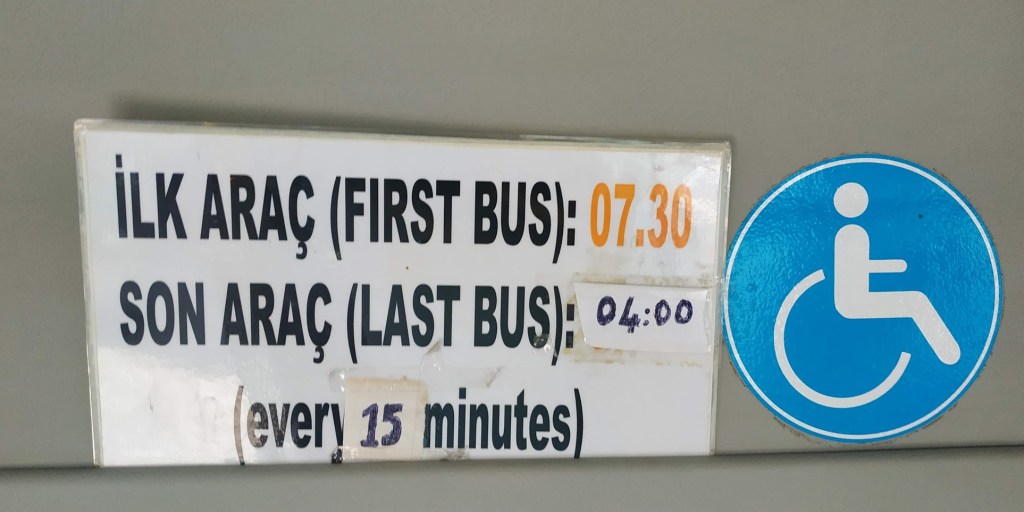 İLK ARAÇ (FIRST BUS): 07.30
SON ARAÇ (LAST BUS): 04:00
(every 15 minutes)